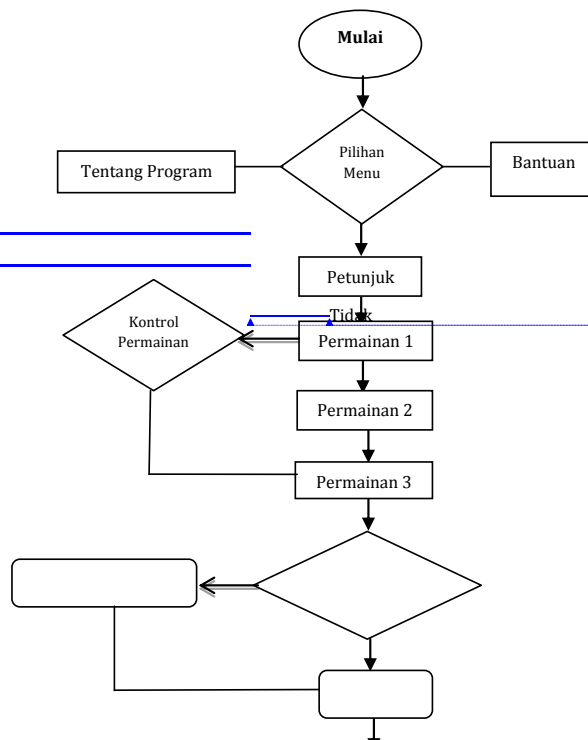 Mulai
Pilihan
Menu
Tentang Program
Bantuan
Petunjuk
Tidak
Kontrol
Permainan
Permainan 1
Permainan 2
Permainan 3